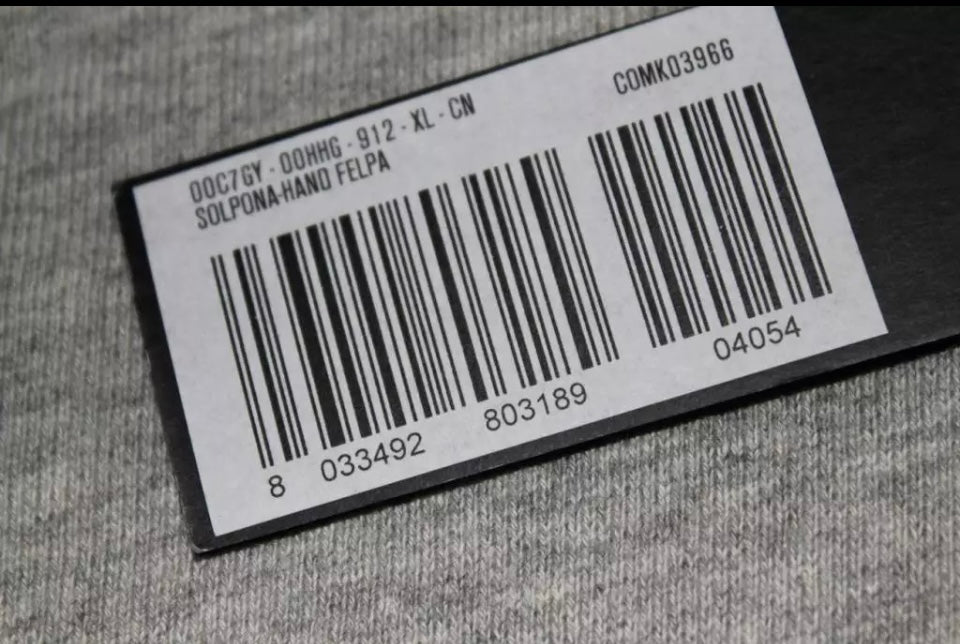 00C7GY - 00HHG - 912 - XL - CN
SOLPONA-HAND FELPA
COMK03966
8 033492 803189
04054